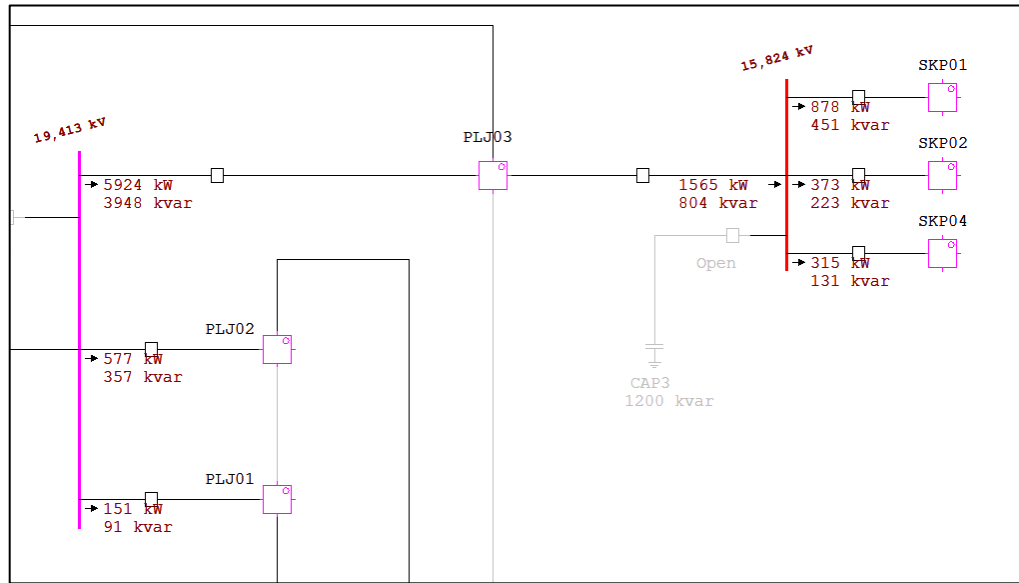 15,824 kV
SKP01
878 kW
451 kvar
19,413 kV
PLJ03
SKP02
5924 kW
3948 kvar
1565 kW
804 kvar
373 kW
223 kvar
SKP04
Open
315 kW
131 kvar
PLJ02
577 kW
357 kvar
CAP3
1200 kvar
PLJ01
151 kW
91 kvar